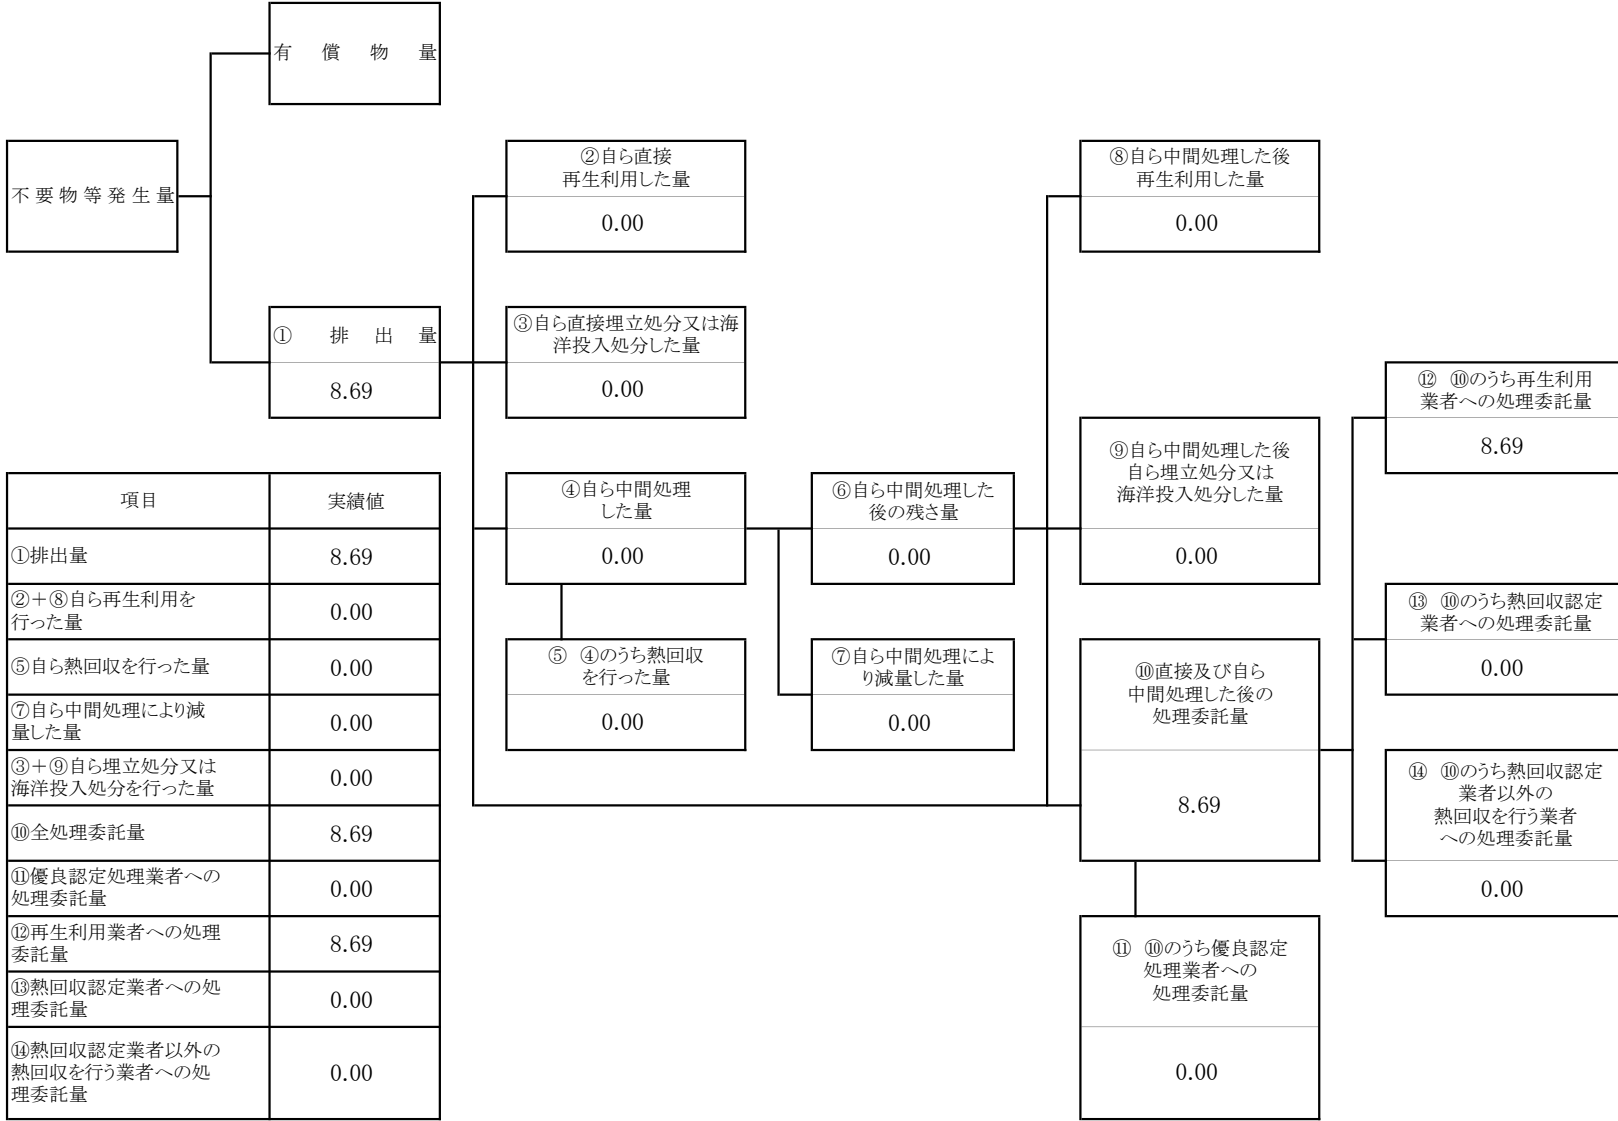 有償物量
不要物等発生量
②自ら直接
再生利用した量
0.00
⑧自ら中間処理した後
再生利用した量
0.00
① 排出量
8.69
③自ら直接埋立処分又は海
洋投入処分した量
0.00
⑫ ⑩のうち再生利用
業者への処理委託量
8.69
④自ら中間処理
した量
0.00
⑥自ら中間処理した
後の残さ量
0.00
⑨自ら中間処理した後
自ら埋立処分又は
海洋投入処分した量
0.00
⑬ ⑩のうち熱回収認定
業者への処理委託量
0.00
⑤ ④のうち熱回収
を行った量
0.00
⑦自ら中間処理によ
り減量した量
0.00
⑩直接及び自ら
中間処理した後の
処理委託量
8.69
⑭ ⑩のうち熱回収認定
業者以外の
熱回収を行う業者
への処理委託量
0.00
⑪ ⑩のうち優良認定
処理業者への
処理委託量
0.00
項目 実績値
①排出量 8.69
②+⑧自ら再生利用を
行った量 0.00
⑤自ら熱回収を行った量 0.00
⑦自ら中間処理により減
量した量 0.00
③+⑨自ら埋立処分又は
海洋投入処分を行った量 0.00
⑩全処理委託量 8.69
⑪優良認定処理業者への
処理委託量 0.00
⑫再生利用業者への処理
委託量 8.69
⑬熱回収認定業者への処
理委託量 0.00
⑭熱回収認定業者以外の
熱回収を行う業者への処
理委託量 0.00